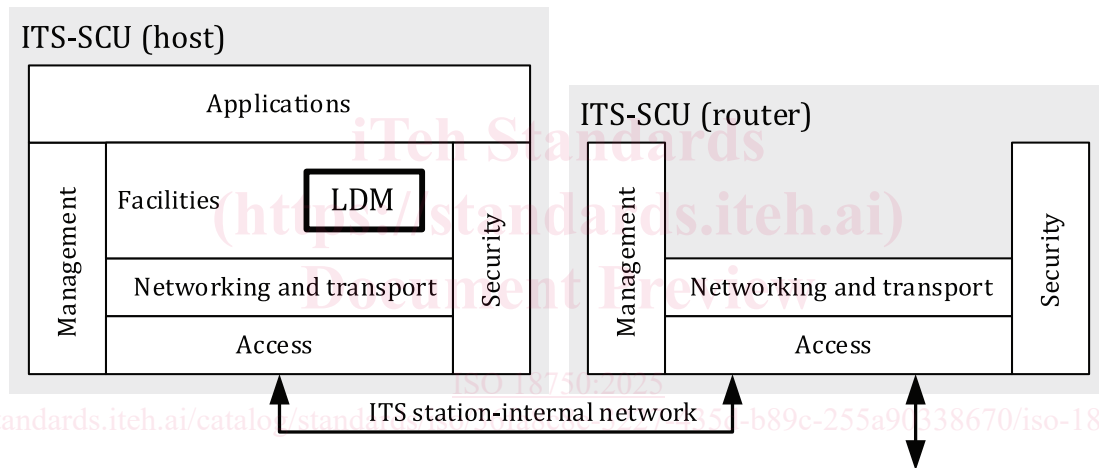 ITS-SCU (host)
Applications
Management
Facilities
LDM
Security
Networking and transport
Access
ITS-SCU (router)
Management
Security
Networking and transport
Access
ITS station-internal network
iTeh Standards
(https://standards.iteh.ai)
Document Preview
ISO 18750:2025